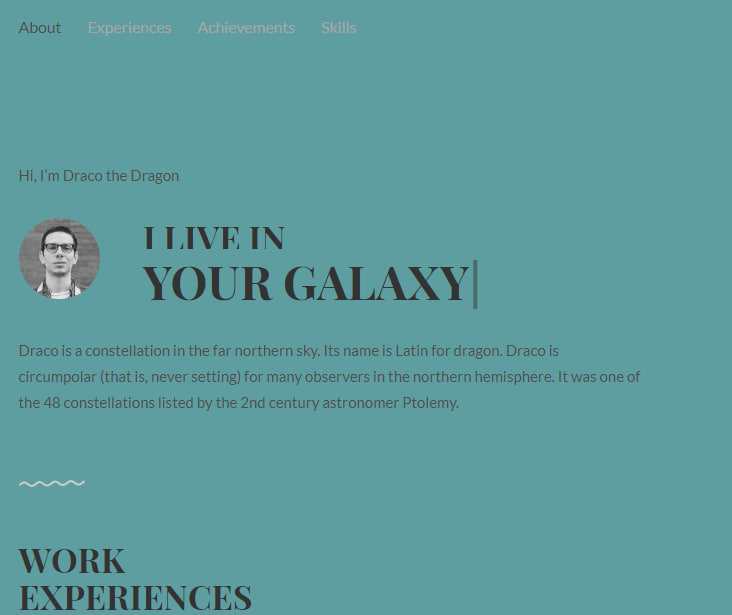 About Experiences Achievements Skills
Hi, I'm Draco the Dragon
I LIVE IN
YOUR GALAXY|
Draco is a constellation in the far northern sky. Its name is Latin for dragon. Draco is
circumpolar (that is, never setting) for many observers in the northern hemisphere. It was one of
the 48 constellations listed by the 2nd century astronomer Ptolemy.
WORK
EXPERIENCES